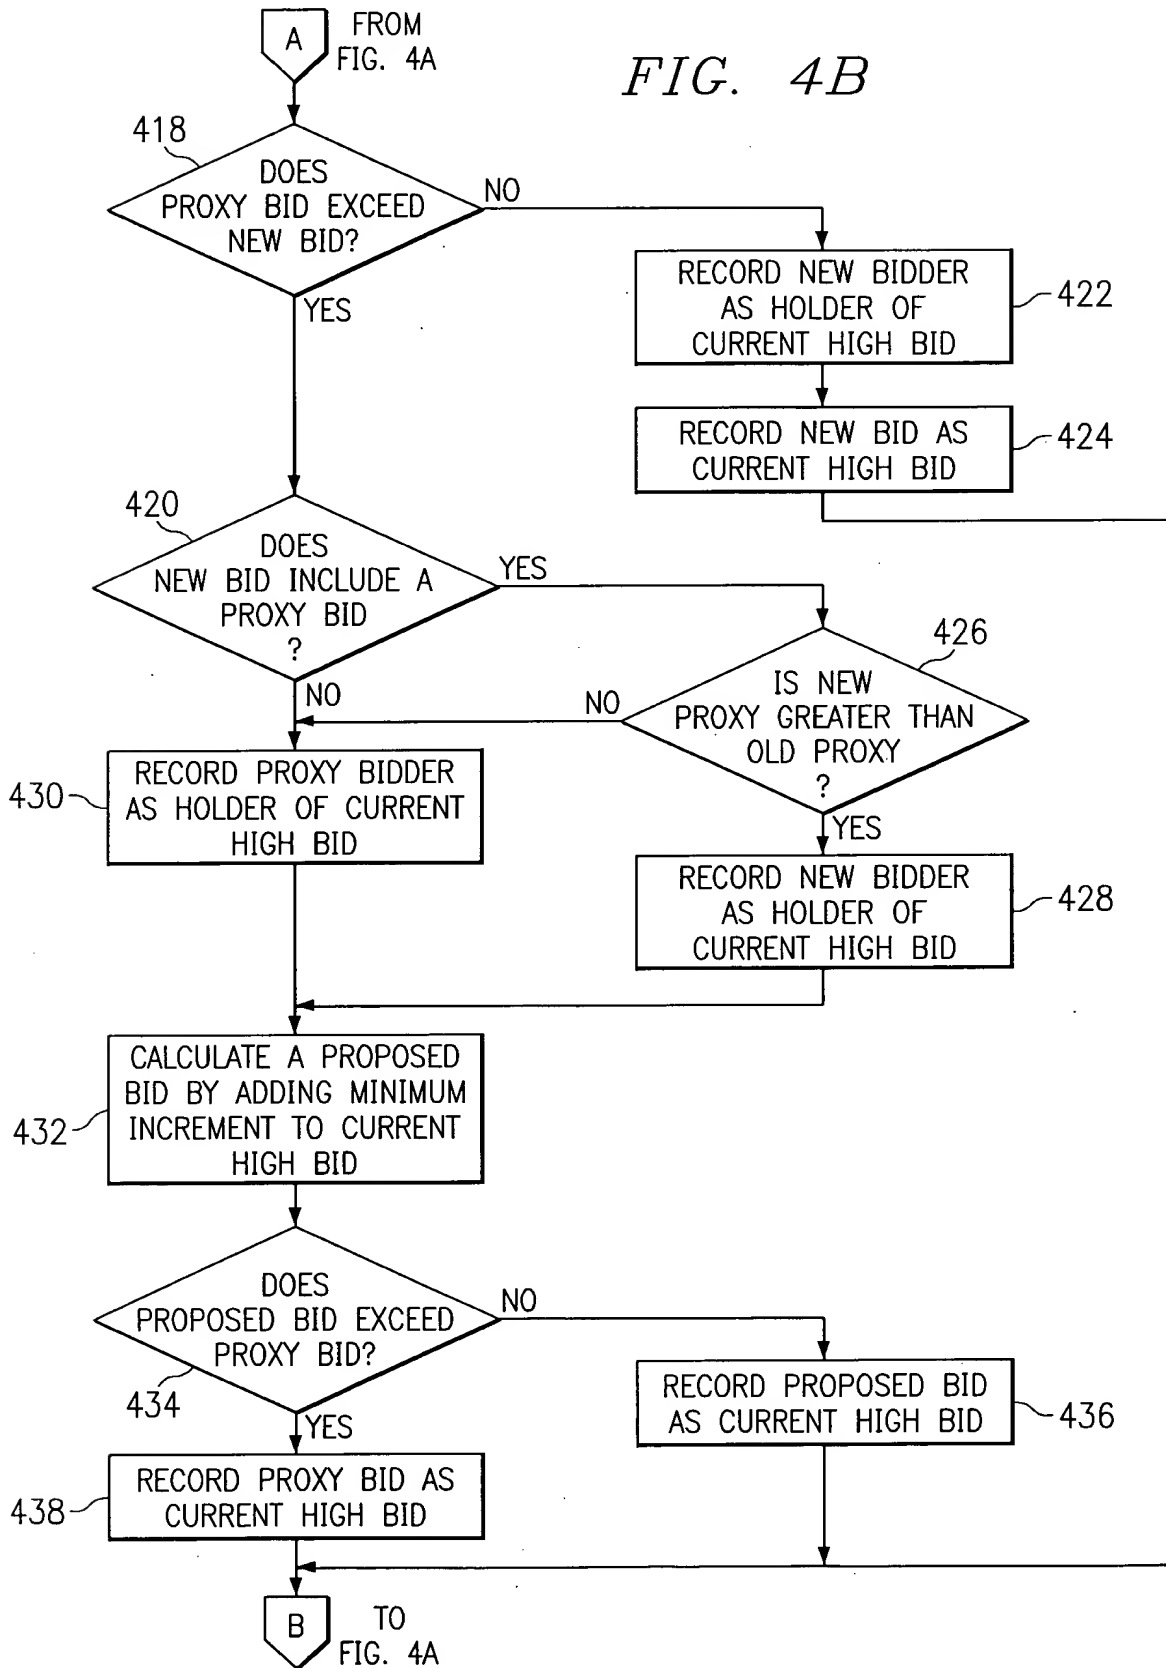 A
FROM
FIG. 4A
FIG. 4B
418
DOES
PROXY BID EXCEED
NEW BID?
NO
YES
RECORD NEW BIDDER
AS HOLDER OF
CURRENT HIGH BID
422
RECORD NEW BID AS
CURRENT HIGH BID
424
420
DOES
NEW BID INCLUDE A
PROXY BID
?
YES
NO
426
IS NEW
PROXY GREATER THAN
OLD PROXY
?
NO
YES
430
RECORD PROXY BIDDER
AS HOLDER OF CURRENT
HIGH BID
RECORD NEW BIDDER
AS HOLDER OF
CURRENT HIGH BID
428
432
CALCULATE A PROPOSED
BID BY ADDING MINIMUM
INCREMENT TO CURRENT
HIGH BID
DOES
PROPOSED BID EXCEED
PROXY BID?
434
NO
YES
RECORD PROPOSED BID
AS CURRENT HIGH BID
436
438
RECORD PROXY BID AS
CURRENT HIGH BID
B
TO
FIG. 4A